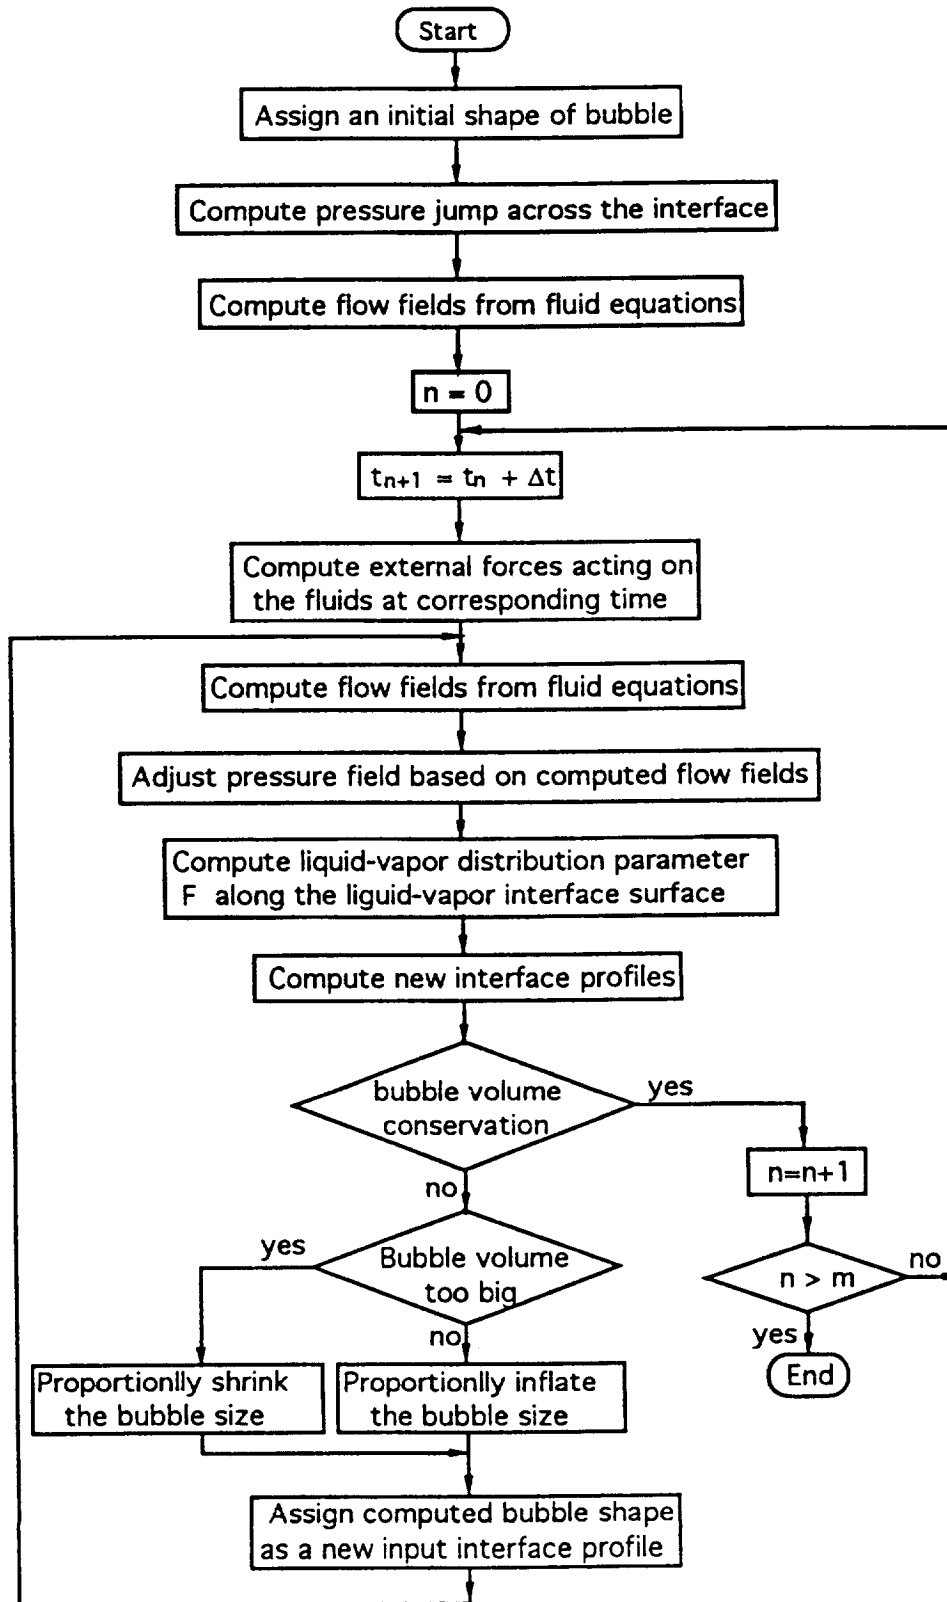 Start
Assign an initial shape of bubble
Compute pressure jump across the interface
Compute flow fields from fluid equations
n = 0
tn+1 = tn + Δt
Compute external forces acting on
the fluids at corresponding time
Compute flow fields from fluid equations
Adjust pressure field based on computed flow fields
Compute liquid-vapor distribution parameter
F along the liguid-vapor interface surface
Compute new interface profiles
bubble volume
conservation
yes
no
n=n+1
Bubble volume
too big
yes
no
n > m
no
yes
End
Proportionlly shrink
the bubble size
Proportionlly inflate
the bubble size
Assign computed bubble shape
as a new input interface profile